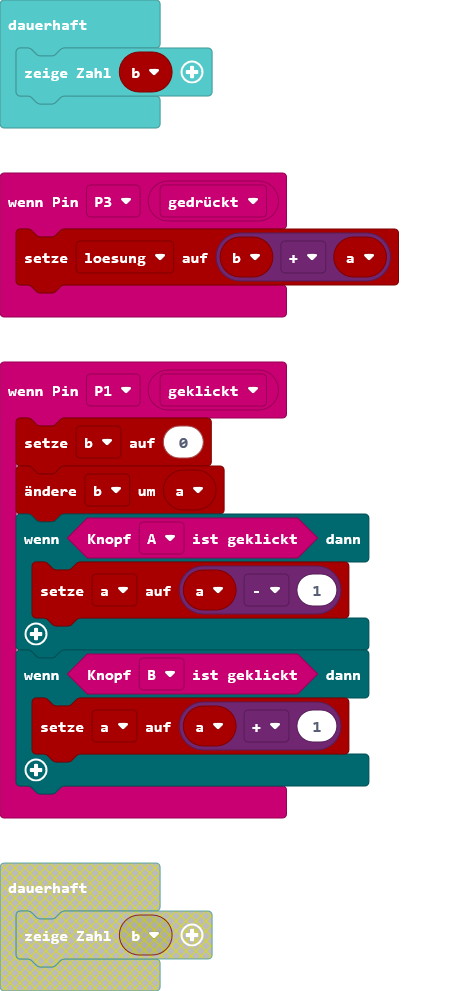 dauerhaft
zeige Zahl b
wenn Pin P3 gedrückt
setze loesung auf b + a
wenn Pin P1 geklickt
setze b auf 0
ändere b um a
wenn Knopf A ist geklickt dann
setze a auf a - 1
wenn Knopf B ist geklickt dann
setze a auf a + 1
dauerhaft
zeige Zahl b